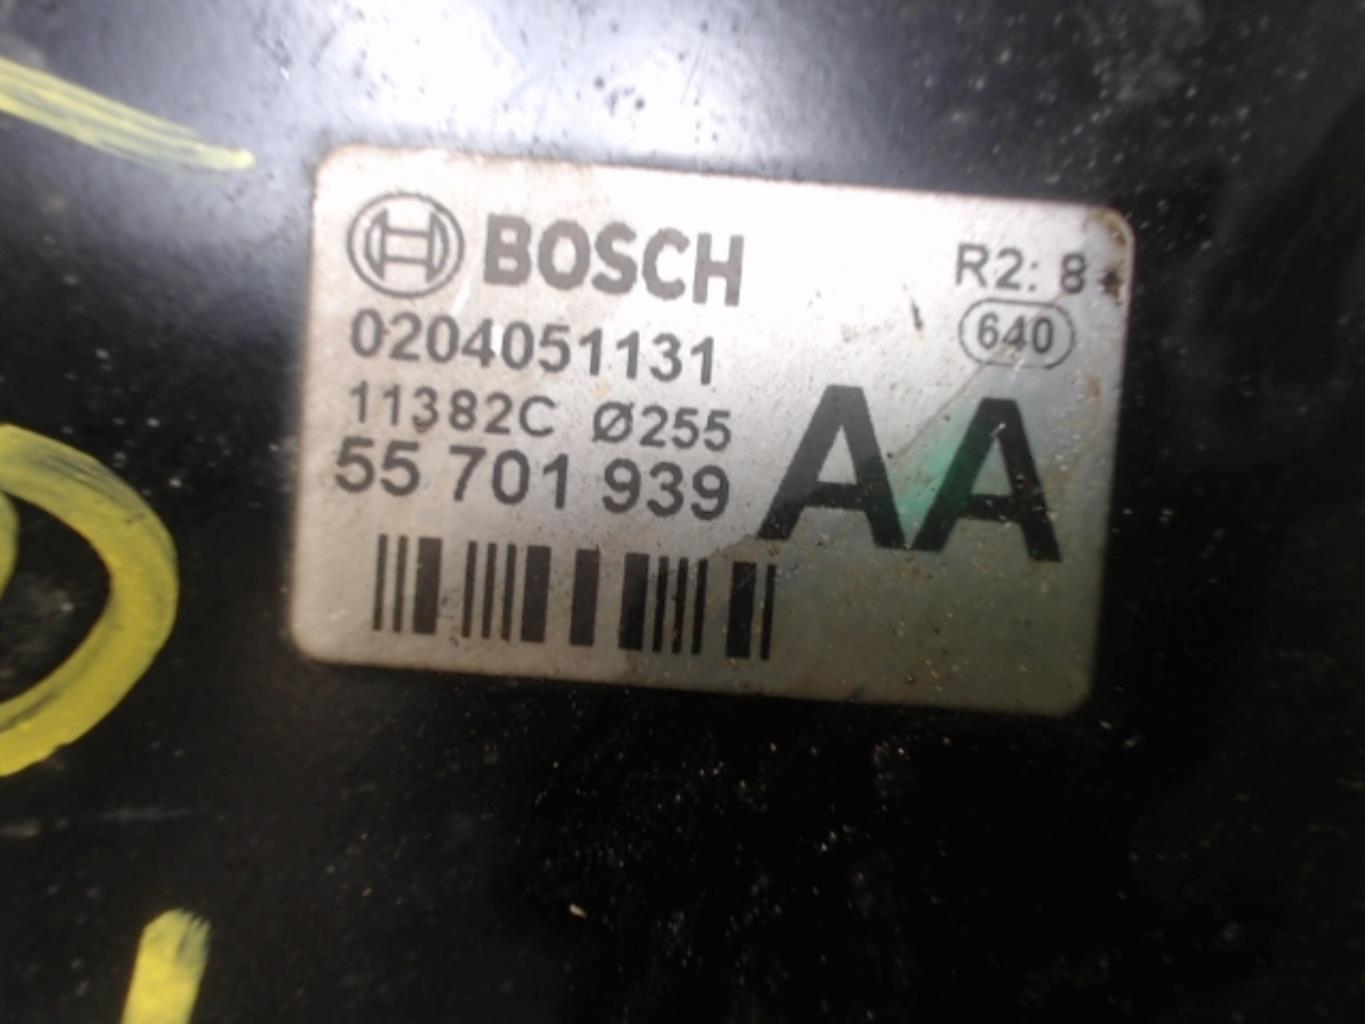 BOSCH R2: 8
0204051131 640
11382C Ø255
55 701 939 AA